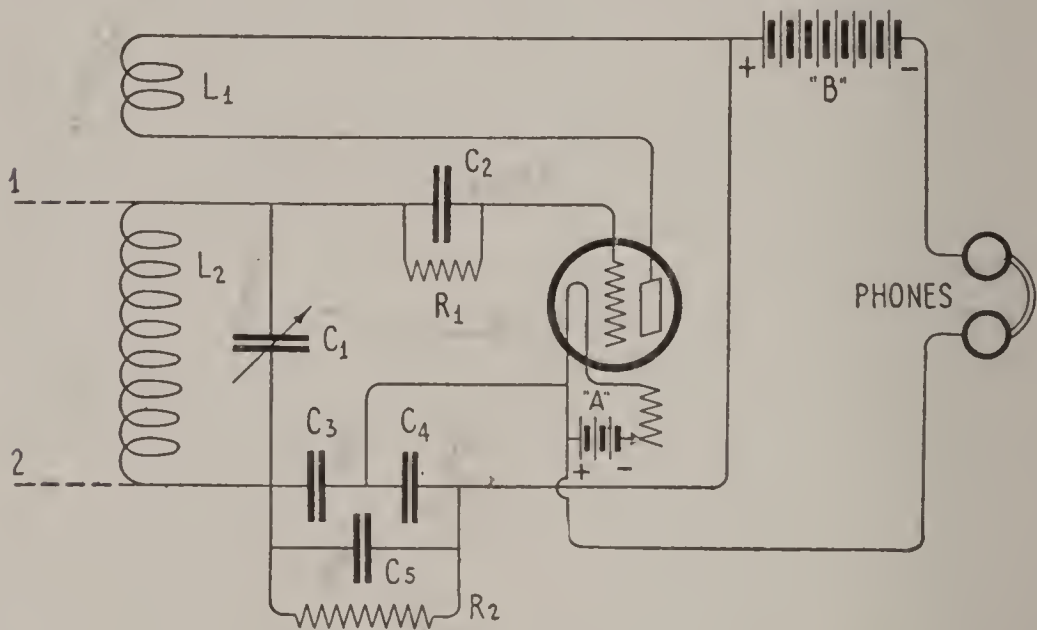 + -
"B"
L1
C2
1
L2
R1
PHONES
C1
"A"
C3
C4
+ -
2
C5
R2